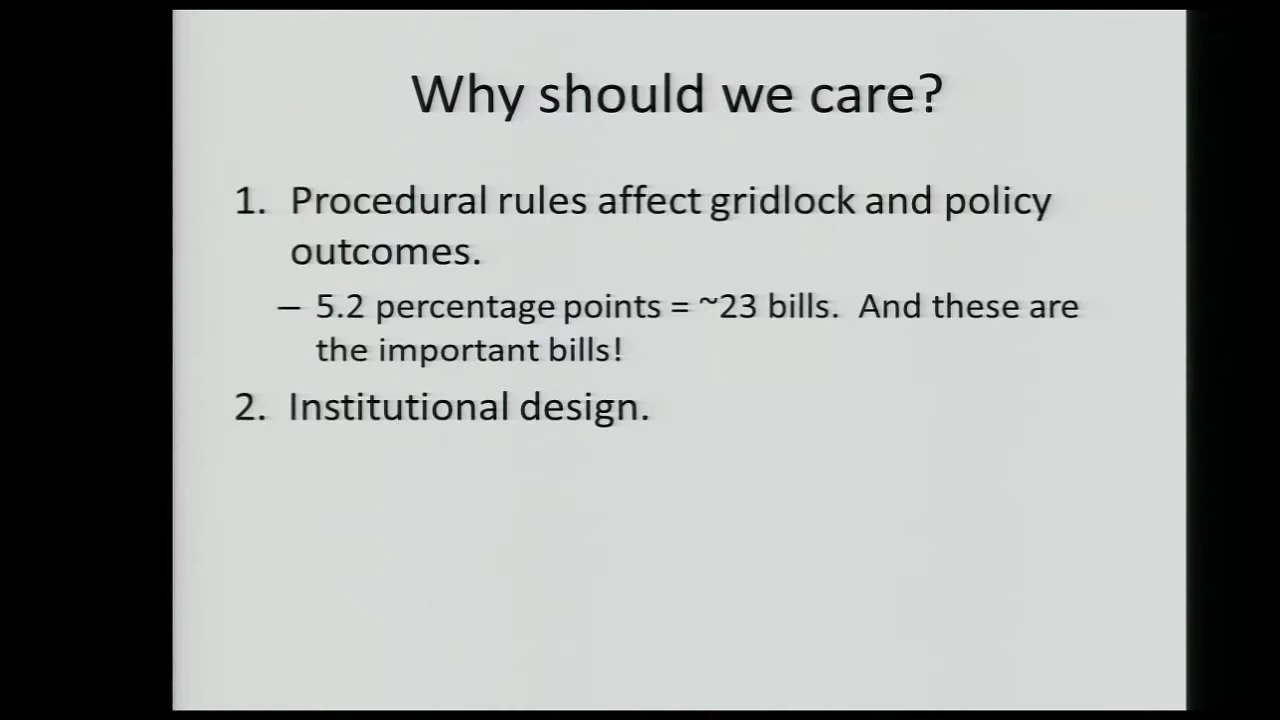 Why should we care?
1. Procedural rules affect gridlock and policy
outcomes.
– 5.2 percentage points = ~23 bills. And these are
the important bills!
2. Institutional design.